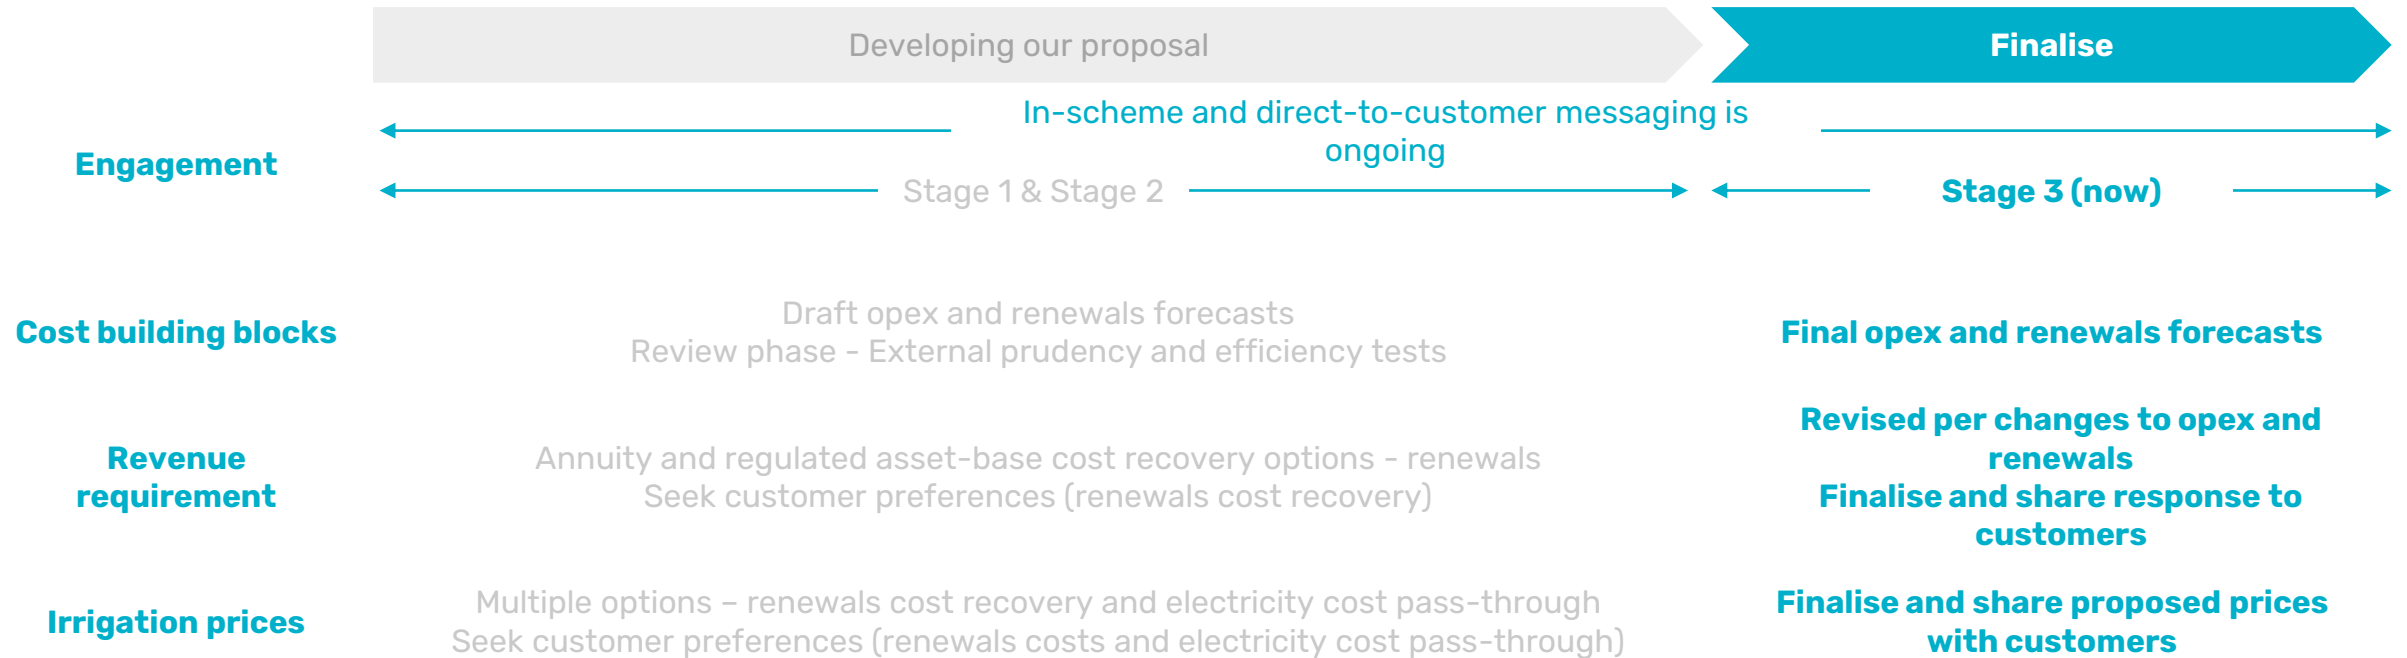 Developing our proposal
Finalise
Engagement
In-scheme and direct-to-customer messaging is
ongoing
Stage 1 & Stage 2
Stage 3 (now)
Cost building blocks
Draft opex and renewals forecasts
Review phase - External prudency and efficiency tests
Final opex and renewals forecasts
Revenue
requirement
Annuity and regulated asset-base cost recovery options - renewals
Seek customer preferences (renewals cost recovery)
Revised per changes to opex and
renewals
Finalise and share response to
customers
Irrigation prices
Multiple options – renewals cost recovery and electricity cost pass-through
Seek customer preferences (renewals costs and electricity cost pass-through)
Finalise and share proposed prices
with customers